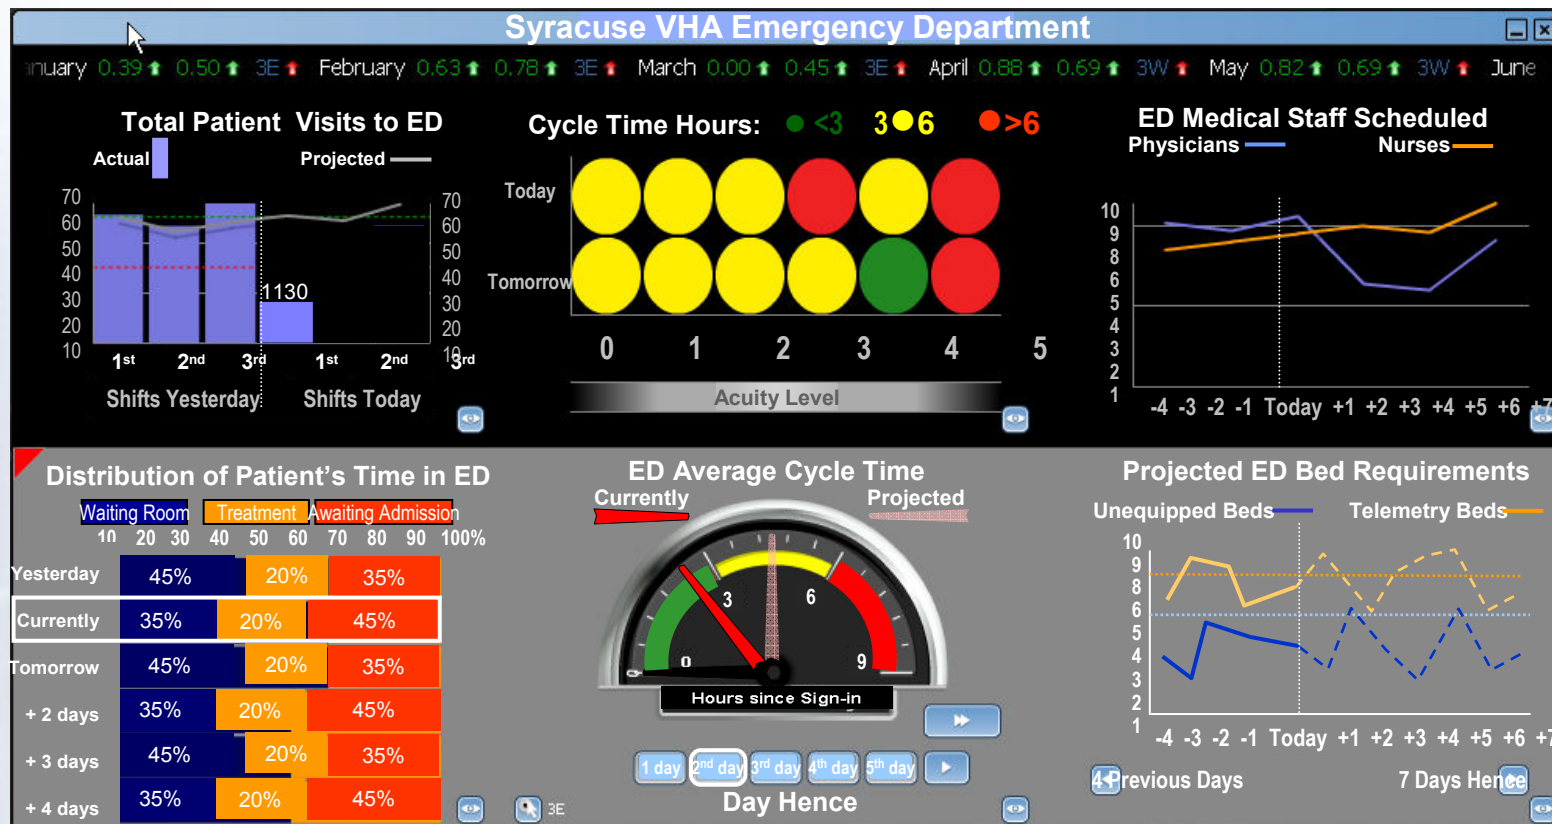 Syracuse VHA Emergency Department
nuary 0.39 0.50 3E February 0.63 0.78 3E March 0.00 0.45 3E April 0.88 0.69 3W May 0.82 0.69 3W June
Total Patient Visits to ED
Actual Projected
70 70
60 60
50 50
40 40
30 30
20 20
10 10
1130
1st 2nd 3rd 1st 2nd 3rd
Shifts Yesterday Shifts Today
Cycle Time Hours: <3 3 6 >6
Today
Tomorrow
0 1 2 3 4 5
Acuity Level
ED Medical Staff Scheduled
Physicians Nurses
10
9
8
6
5
4
3
2
1
-4 -3 -2 -1 Today +1 +2 +3 +4 +5 +6 +7
Distribution of Patient's Time in ED
Waiting Room Treatment Awaiting Admission
10 20 30 40 50 60 70 80 90 100%
Yesterday 45% 20% 35%
Currently 35% 20% 45%
Tomorrow 45% 20% 35%
+ 2 days 35% 20% 45%
+ 3 days 45% 20% 35%
+ 4 days 35% 20% 45%
ED Average Cycle Time
Currently Projected
0 3 6 9
Hours since Sign-in
1 day 2nd day 3rd day 4th day 5th day
Day Hence
3E
Projected ED Bed Requirements
Unequipped Beds Telemetry Beds
10
9
8
6
5
4
3
2
1
-4 -3 -2 -1 Today +1 +2 +3 +4 +5 +6 +7
4 Previous Days 7 Days Hence